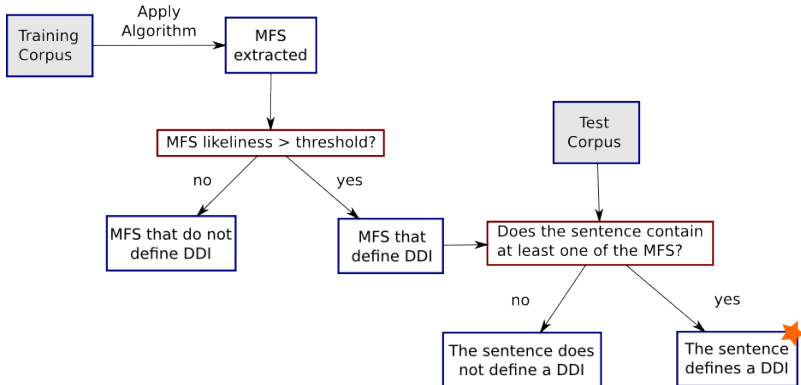 Training
Corpus
Apply
Algorithm
MFS
extracted
MFS likeliness > threshold?
no
yes
MFS that do not
define DDI
MFS that
define DDI
Test
Corpus
Does the sentence contain
at least one of the MFS?
no
yes
The sentence does
not define a DDI
The sentence
defines a DDI